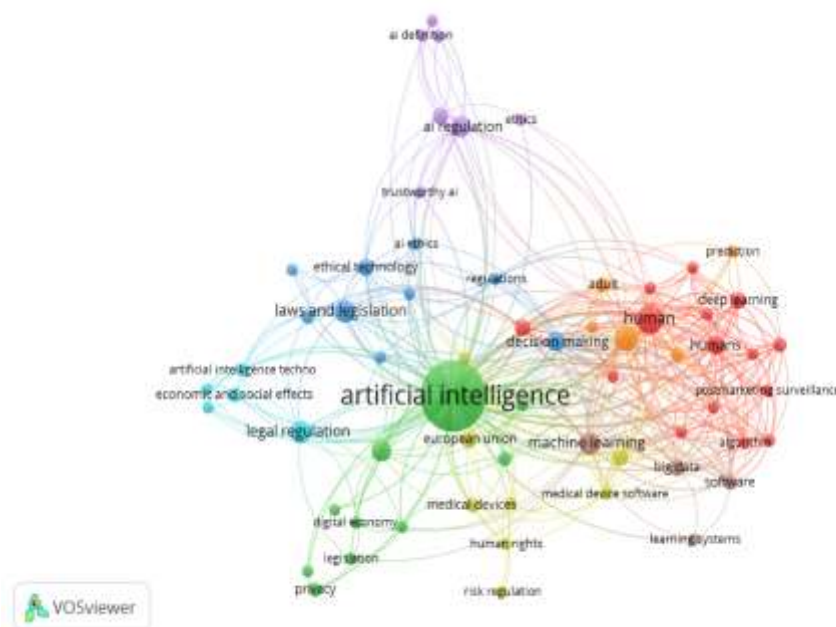 ai definition
ai regulation
ethics
trustworthy ai
ai ethics
ethical technology
regulations
prediction
adult
deep learning
laws and legislation
human
decision making
humans
artificial intelligence techno
economic and social effects
artificial intelligence
postmarketing surveillance
legal regulation
european union
machine learning
algorithm
big data
software
medical devices
medical device software
digital economy
human rights
learning systems
legislation
privacy
risk regulation
VOSviewer